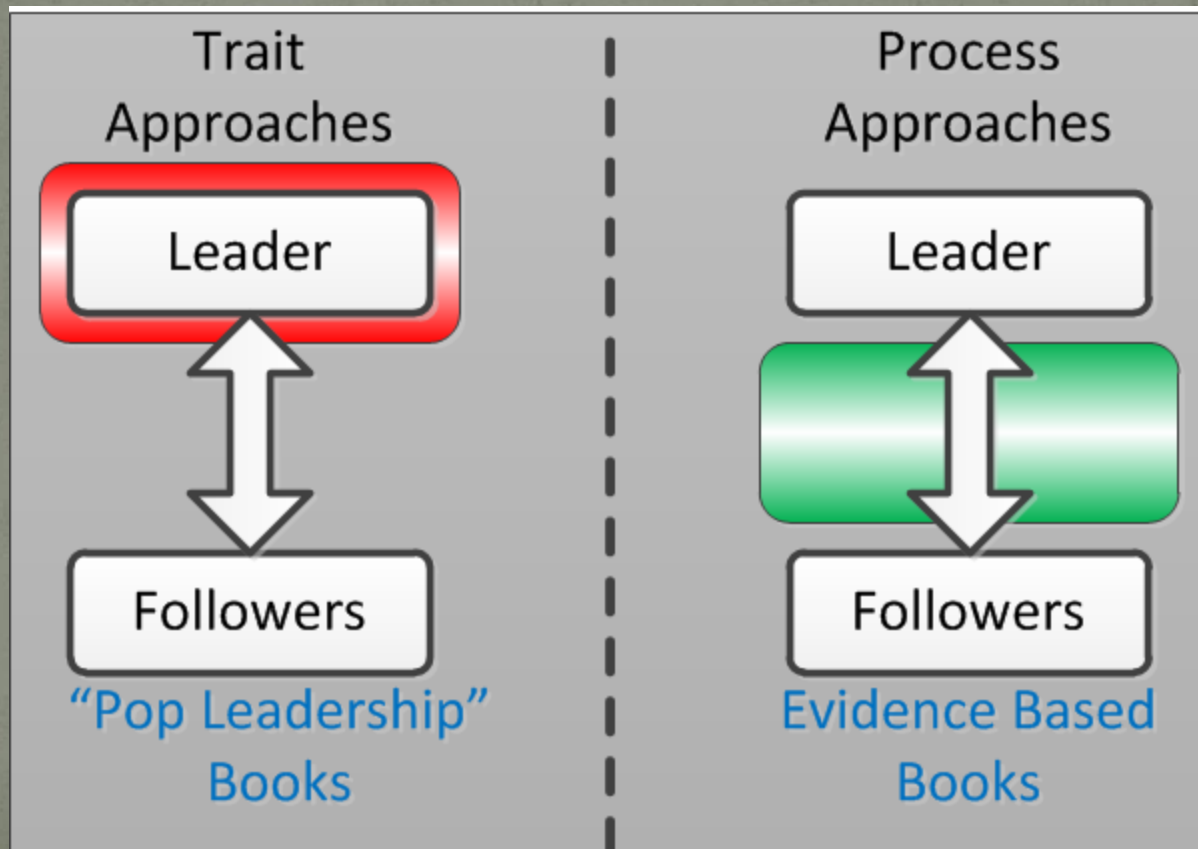 Trait
Approaches
Leader
Followers
“Pop Leadership”
Books
Process
Approaches
Leader
Followers
Evidence Based
Books